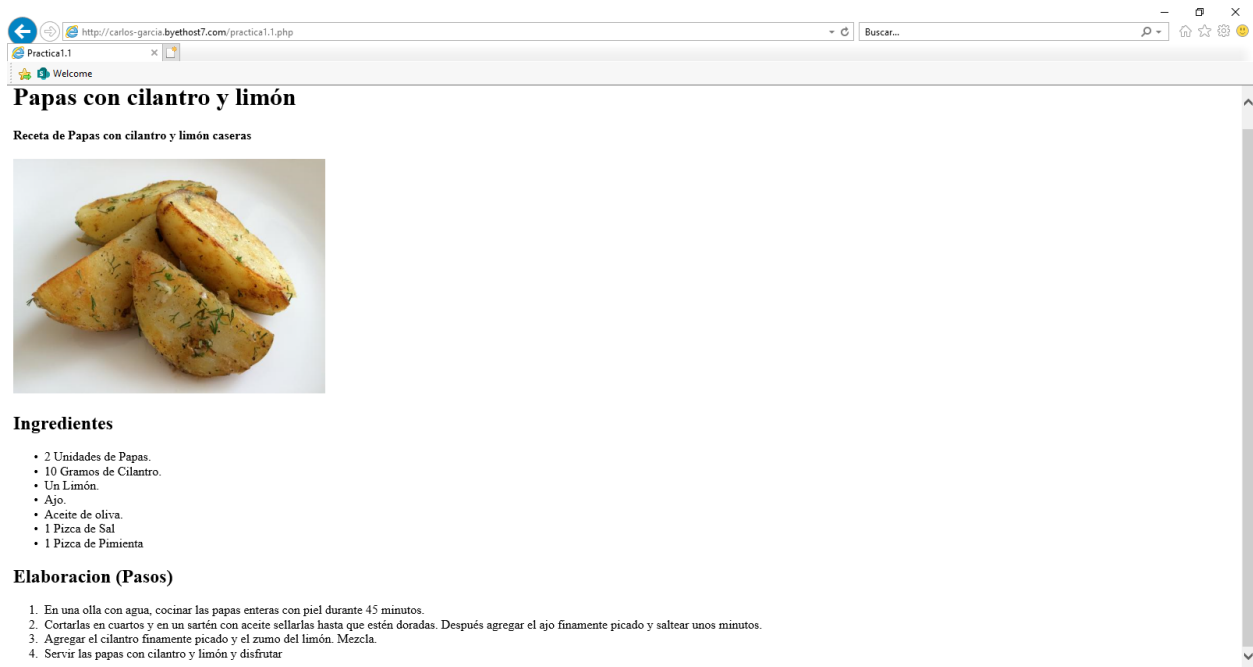 http://carlos-garcia.byethost7.com/practica1.1.php
Buscar...
Practica1.1
Welcome
Papas con cilantro y limón
Receta de Papas con cilantro y limón caseras
Ingredientes
• 2 Unidades de Papas.
• 10 Gramos de Cilantro.
• Un Limón.
• Ajo.
• Aceite de oliva.
• 1 Pizca de Sal
• 1 Pizca de Pimienta
Elaboracion (Pasos)
1. En una olla con agua, cocinar las papas enteras con piel durante 45 minutos.
2. Cortarlas en cuartos y en un sartén con aceite sellarlas hasta que estén doradas. Después agregar el ajo finamente picado y saltear unos minutos.
3. Agregar el cilantro finamente picado y el zumo del limón. Mezcla.
4. Servir las papas con cilantro y limón y disfrutar